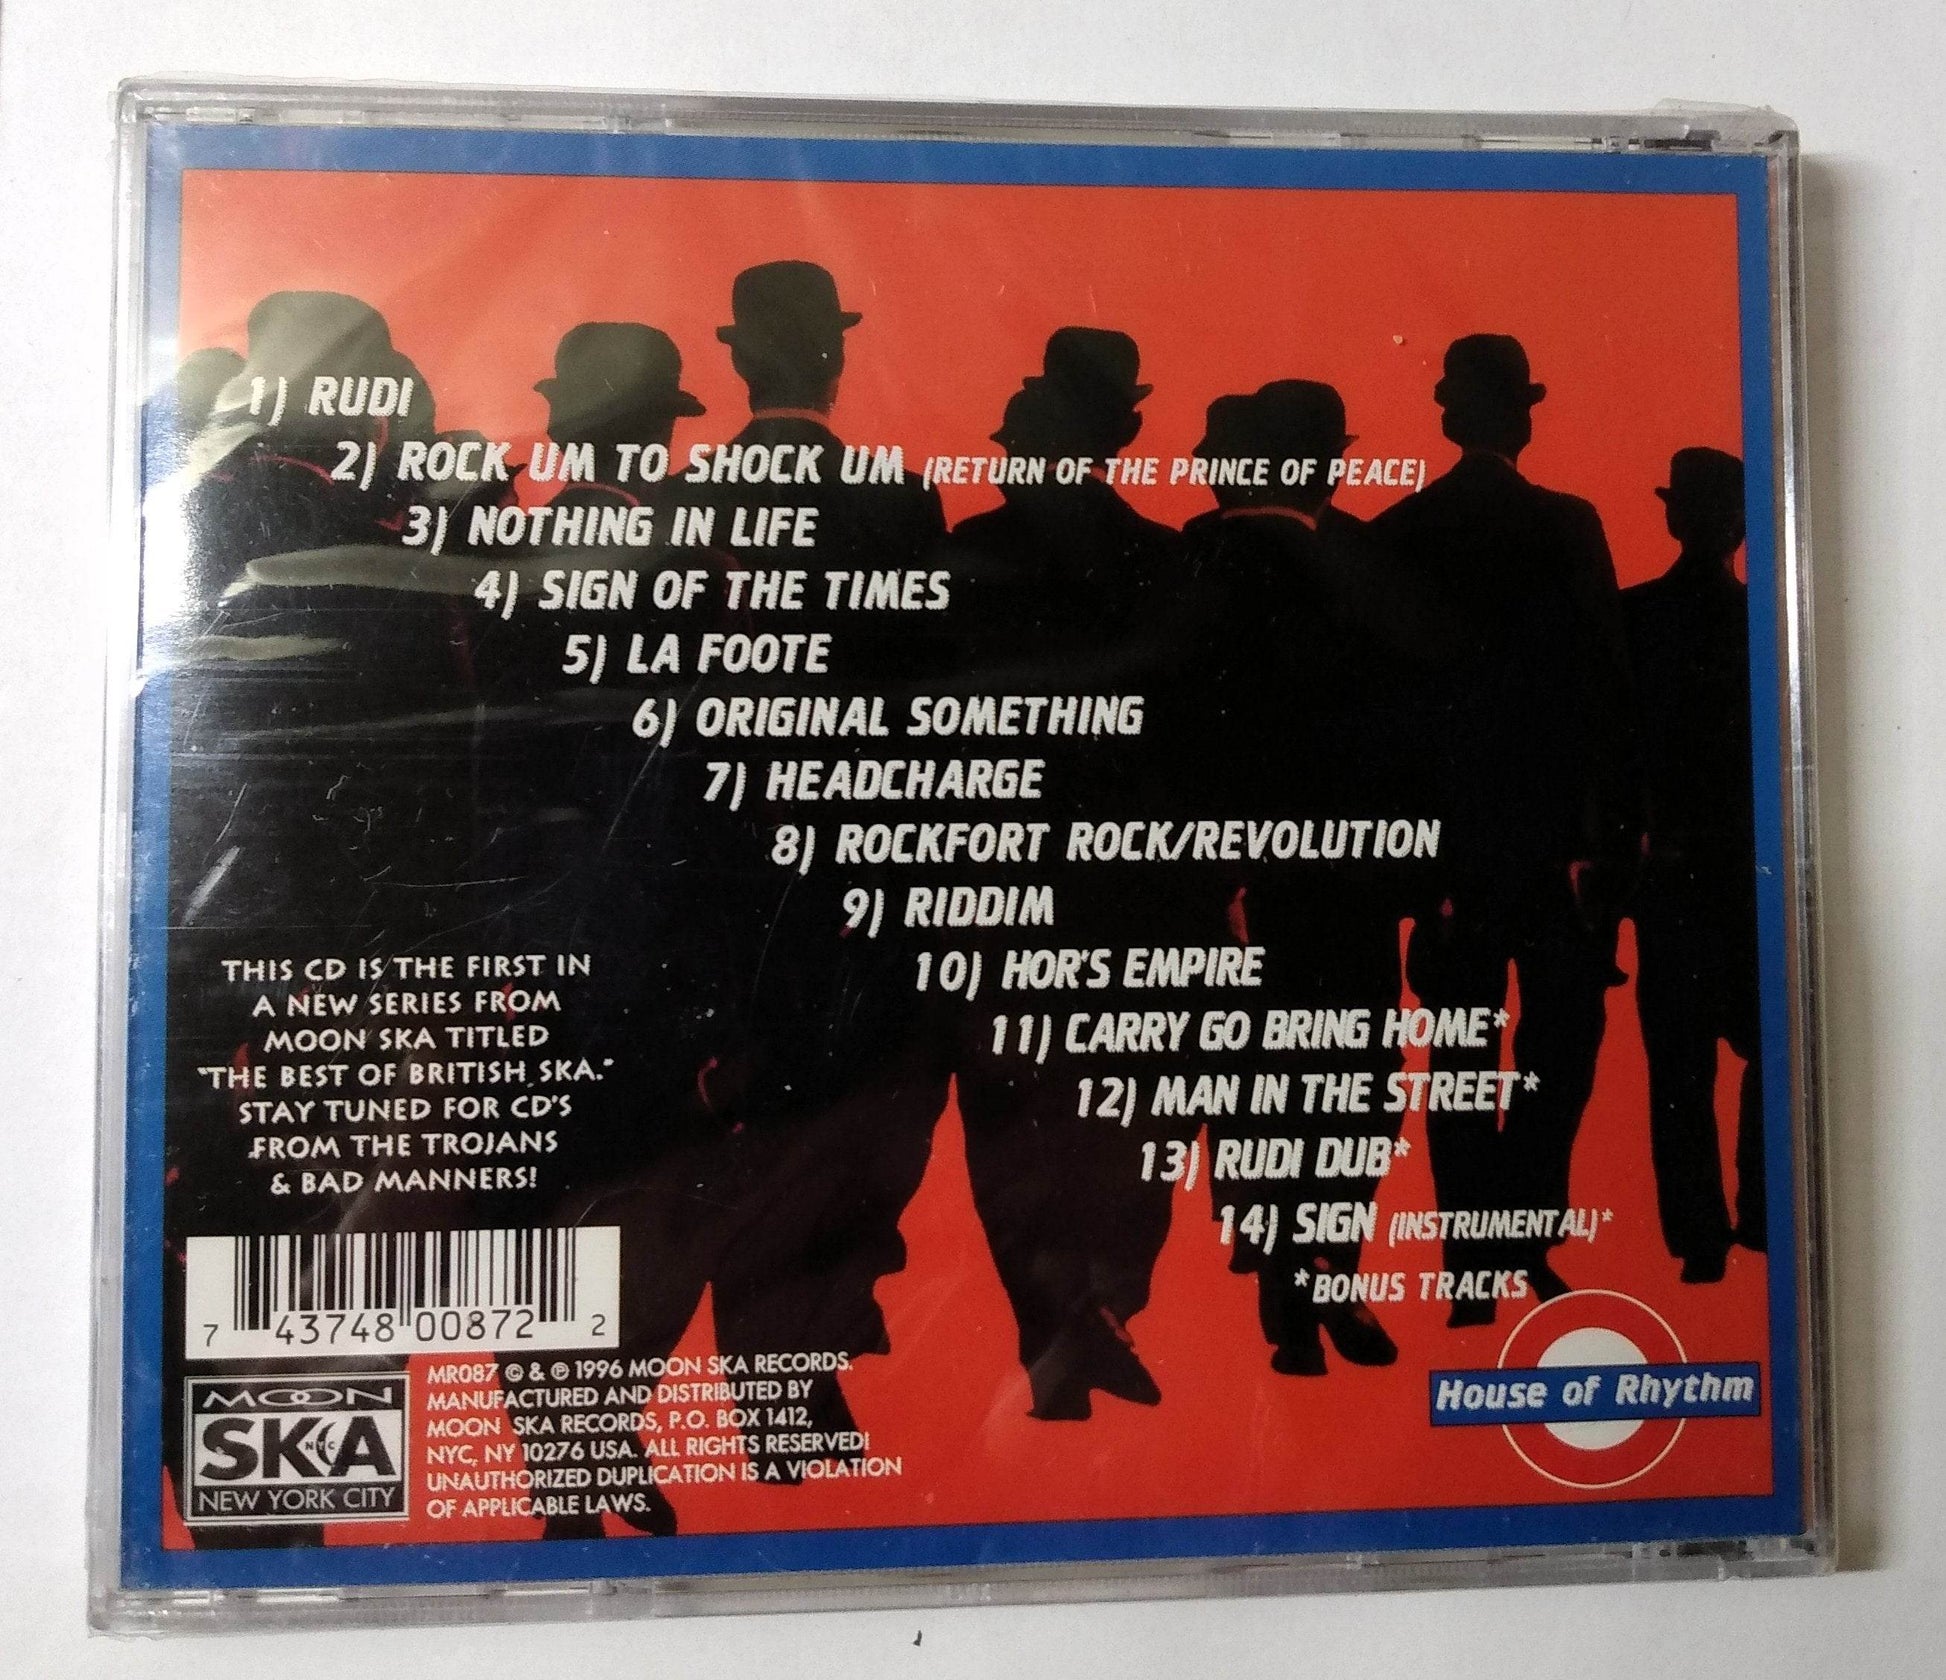 1) RUDI
2) ROCK UM TO SHOCK UM (RETURN OF THE PRINCE OF PEACE)
3) NOTHING IN LIFE
4) SIGN OF THE TIMES
5) LA FOOTE
6) ORIGINAL SOMETHING
7) HEADCHARGE
8) ROCKFORT ROCK/REVOLUTION
9) RIDDIM
10) HOR'S EMPIRE
11) CARRY GO BRING HOME*
12) MAN IN THE STREET*
13) RUDI DUB*
14) SIGN (INSTRUMENTAL)*
*BONUS TRACKS
THIS CD IS THE FIRST IN
A NEW SERIES FROM
MOON SKA TITLED
"THE BEST OF BRITISH SKA."
STAY TUNED FOR CD'S
FROM THE TROJANS
& BAD MANNERS!
7 43748 00872 2
MOON
SKA
NYC
NEW YORK CITY
MR087 © & ℗ 1996 MOON SKA RECORDS.
MANUFACTURED AND DISTRIBUTED BY
MOON SKA RECORDS, P.O. BOX 1412,
NYC, NY 10276 USA. ALL RIGHTS RESERVED!
UNAUTHORIZED DUPLICATION IS A VIOLATION
OF APPLICABLE LAWS.
House of Rhythm